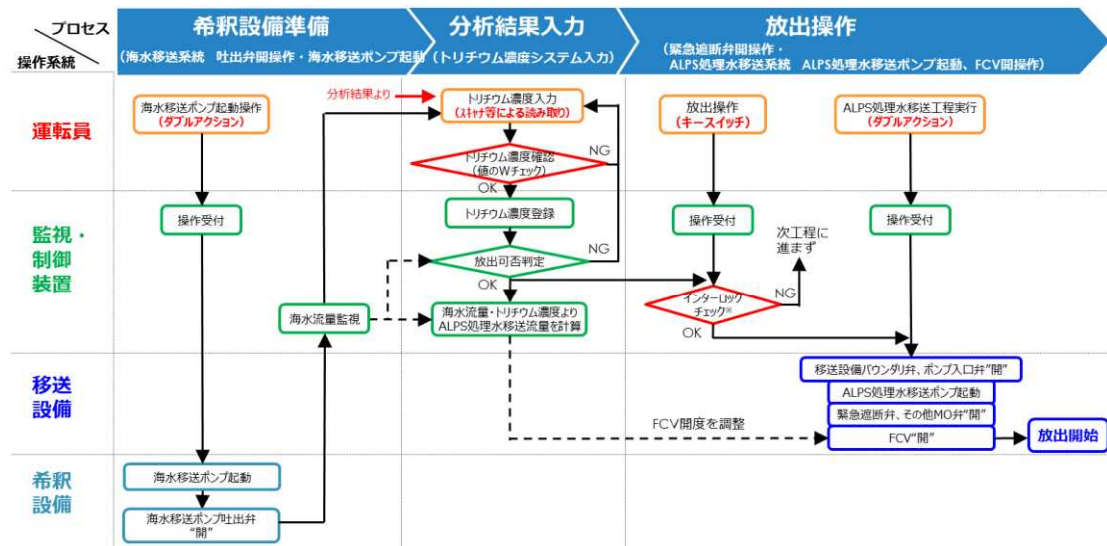 プロセス
操作系統
希釈設備準備
(海水移送系統　吐出弁開操作・海水移送ポンプ起動)
分析結果入力
(トリチウム濃度システム入力)
放出操作
(緊急遮断弁開操作・
ALPS処理水移送系統　ALPS処理水移送ポンプ起動、FCV開操作)
運転員
海水移送ポンプ起動操作
(ダブルアクション)
分析結果より
トリチウム濃度入力
(スキャナ等による読み取り)
トリチウム濃度確認
(値のWチェック)
NG
OK
放出操作
(キースイッチ)
ALPS処理水移送工程実行
(ダブルアクション)
監視・
制御
装置
操作受付
海水流量監視
トリチウム濃度登録
放出可否判定
NG
OK
海水流量・トリチウム濃度より
ALPS処理水移送流量を計算
操作受付
インターロック
チェック※
NG
OK
次工程に
進まず
操作受付
移送
設備
移送設備バウンダリ弁、ポンプ入口弁"開"
ALPS処理水移送ポンプ起動
緊急遮断弁、その他MO弁"開"
FCV"開"
FCV開度を調整
放出開始
希釈
設備
海水移送ポンプ起動
海水移送ポンプ吐出弁
"開"